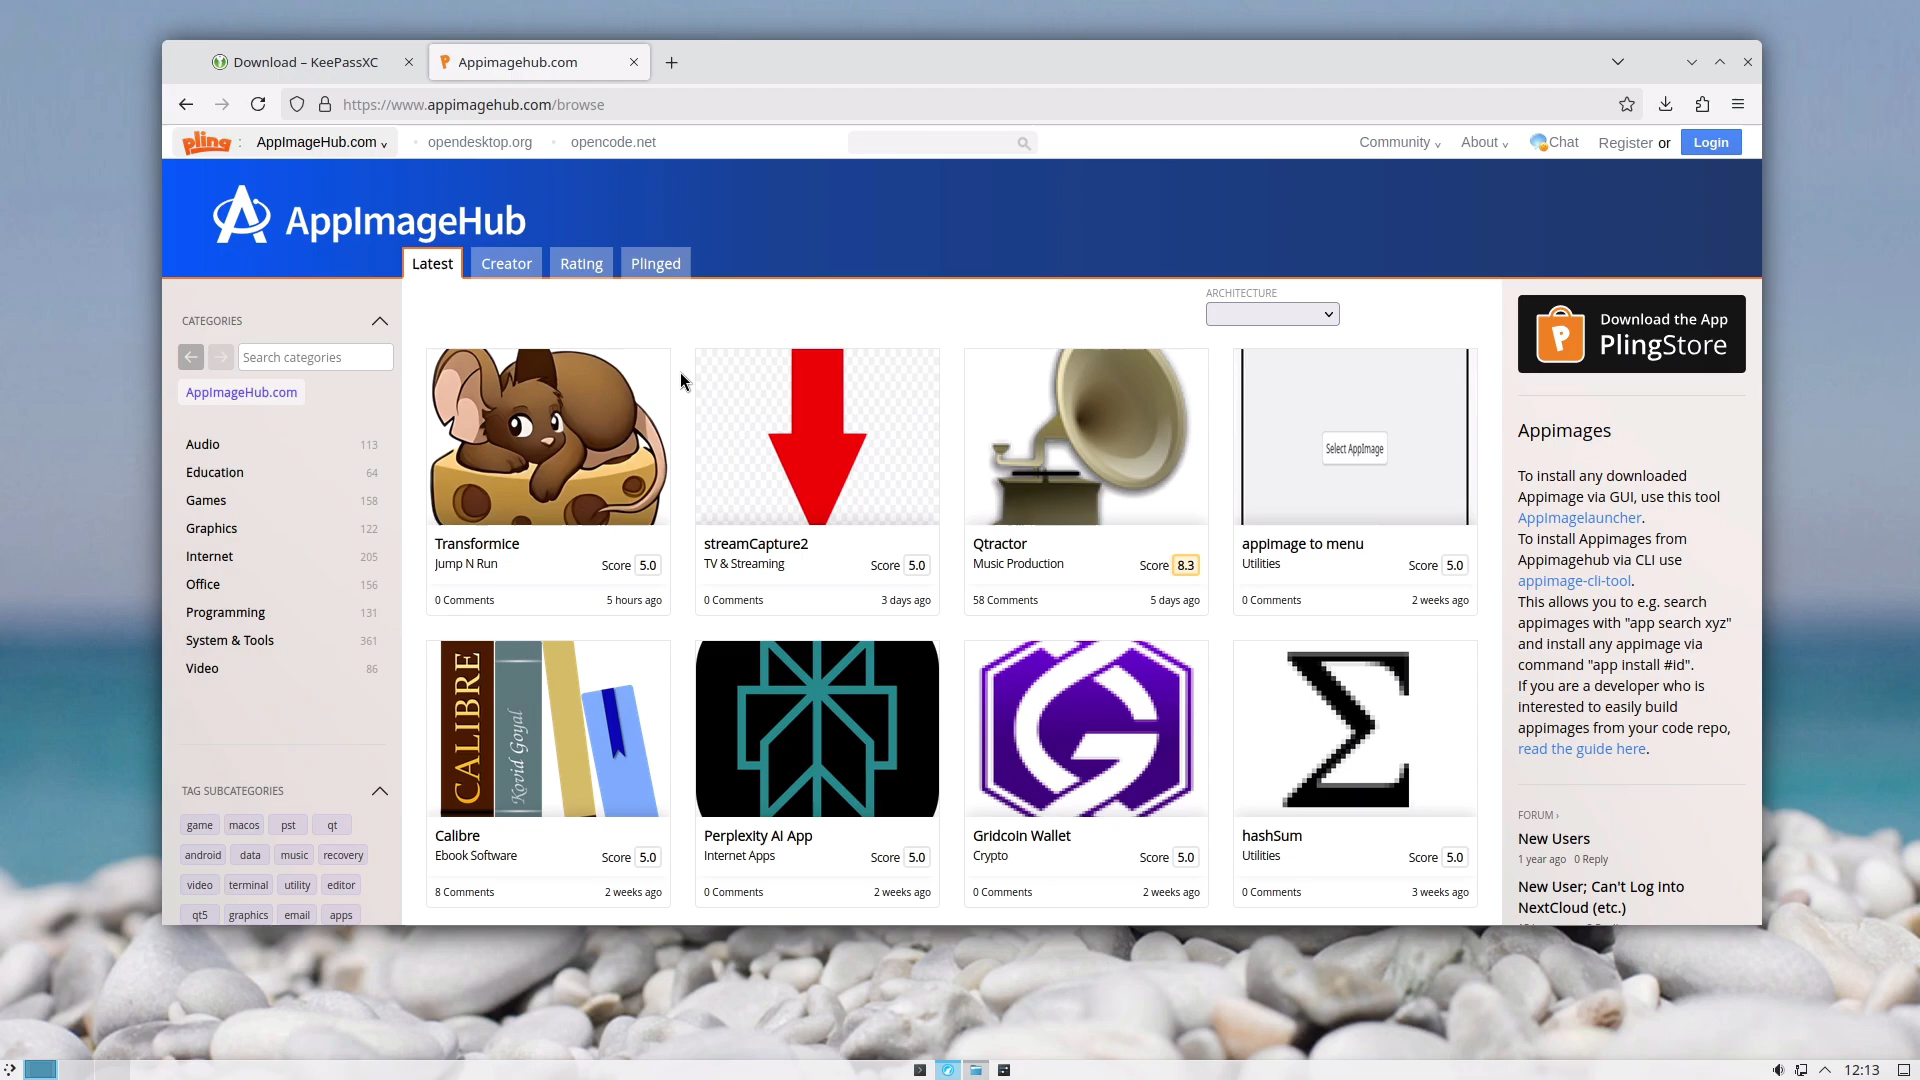 Download – KeePassXC
Appimagehub.com
https://www.appimagehub.com/browse
pling : AppImageHub.com
opendesktop.org
opencode.net
Community
About
Chat
Register or
Login
AppImageHub
Latest
Creator
Rating
Plinged
CATEGORIES
Search categories
AppImageHub.com
Audio 113
Education 64
Games 158
Graphics 122
Internet 205
Office 156
Programming 131
System & Tools 361
Video 86
TAG SUBCATEGORIES
game macos pst qt
android data music recovery
video terminal utility editor
qt5 graphics email apps
ARCHITECTURE
Transformice
Jump N Run
Score 5.0
0 Comments 5 hours ago
streamCapture2
TV & Streaming
Score 5.0
0 Comments 3 days ago
Qtractor
Music Production
Score 8.3
58 Comments 5 days ago
Select AppImage
appimage to menu
Utilities
Score 5.0
0 Comments 2 weeks ago
CALIBRE
Kovid Goyal
Calibre
Ebook Software
Score 5.0
8 Comments 2 weeks ago
Perplexity AI App
Internet Apps
Score 5.0
0 Comments 2 weeks ago
Gridcoin Wallet
Crypto
Score 5.0
0 Comments 2 weeks ago
Σ
hashSum
Utilities
Score 5.0
0 Comments 3 weeks ago
Download the App
PlingStore
Appimages
To install any downloaded
Appimage via GUI, use this tool
AppImagelauncher.
To install Appimages from
Appimagehub via CLI use
appimage-cli-tool.
This allows you to e.g. search
appimages with "app search xyz"
and install any appimage via
command "app install #id".
If you are a developer who is
interested to easily build
appimages from your code repo,
read the guide here.
FORUM ›
New Users
1 year ago 0 Reply
New User; Can't Log Into
NextCloud (etc.)
12:13